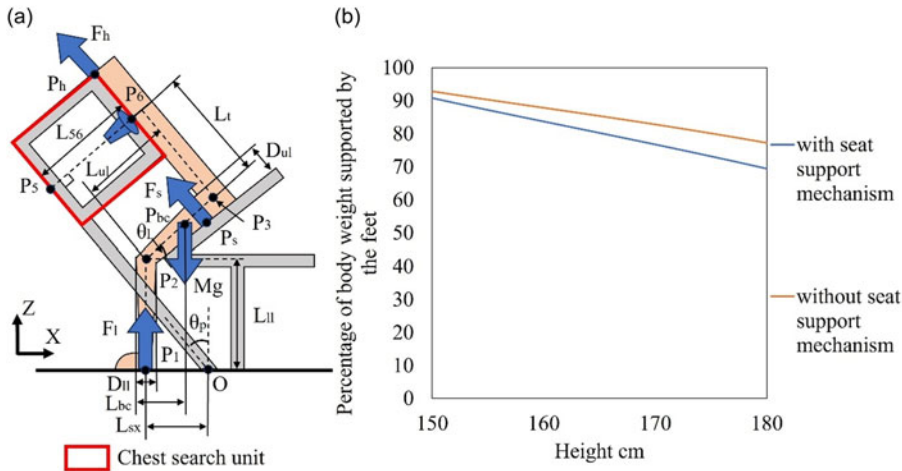 (a)
Fh
Ph
P6
Lt
L56
Dul
Lul
P5
Fs
Pbc
P3
θl
Ps
P2
Mg
Z
X
Fl
θp
Lll
P1
Dll
O
Lbc
Lsx
Chest search unit
(b)
Percentage of body weight supported by
the feet
100
90
80
70
60
50
40
30
20
10
0
150
160
170
180
Height cm
with seat
support
mechanism
without seat
support
mechanism